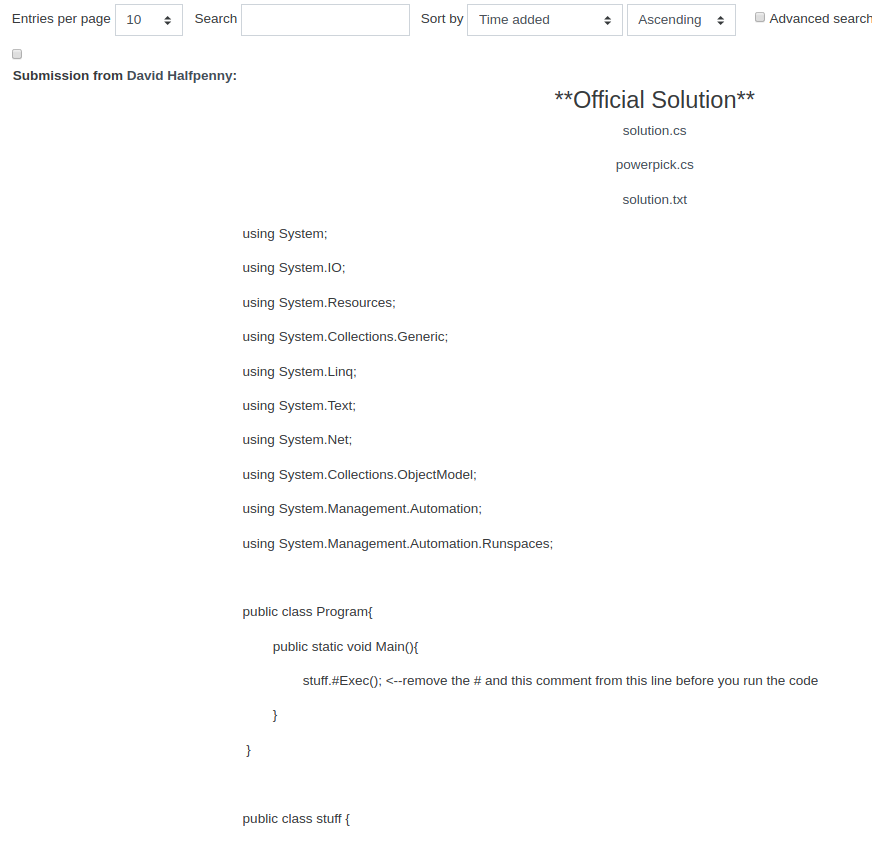 Entries per page 10 Search Sort by Time added Ascending Advanced search
Submission from David Halfpenny:
**Official Solution**
solution.cs
powerpick.cs
solution.txt
using System;
using System.IO;
using System.Resources;
using System.Collections.Generic;
using System.Linq;
using System.Text;
using System.Net;
using System.Collections.ObjectModel;
using System.Management.Automation;
using System.Management.Automation.Runspaces;
public class Program{
public static void Main(){
stuff.#Exec(); <--remove the # and this comment from this line before you run the code
}
}
public class stuff {